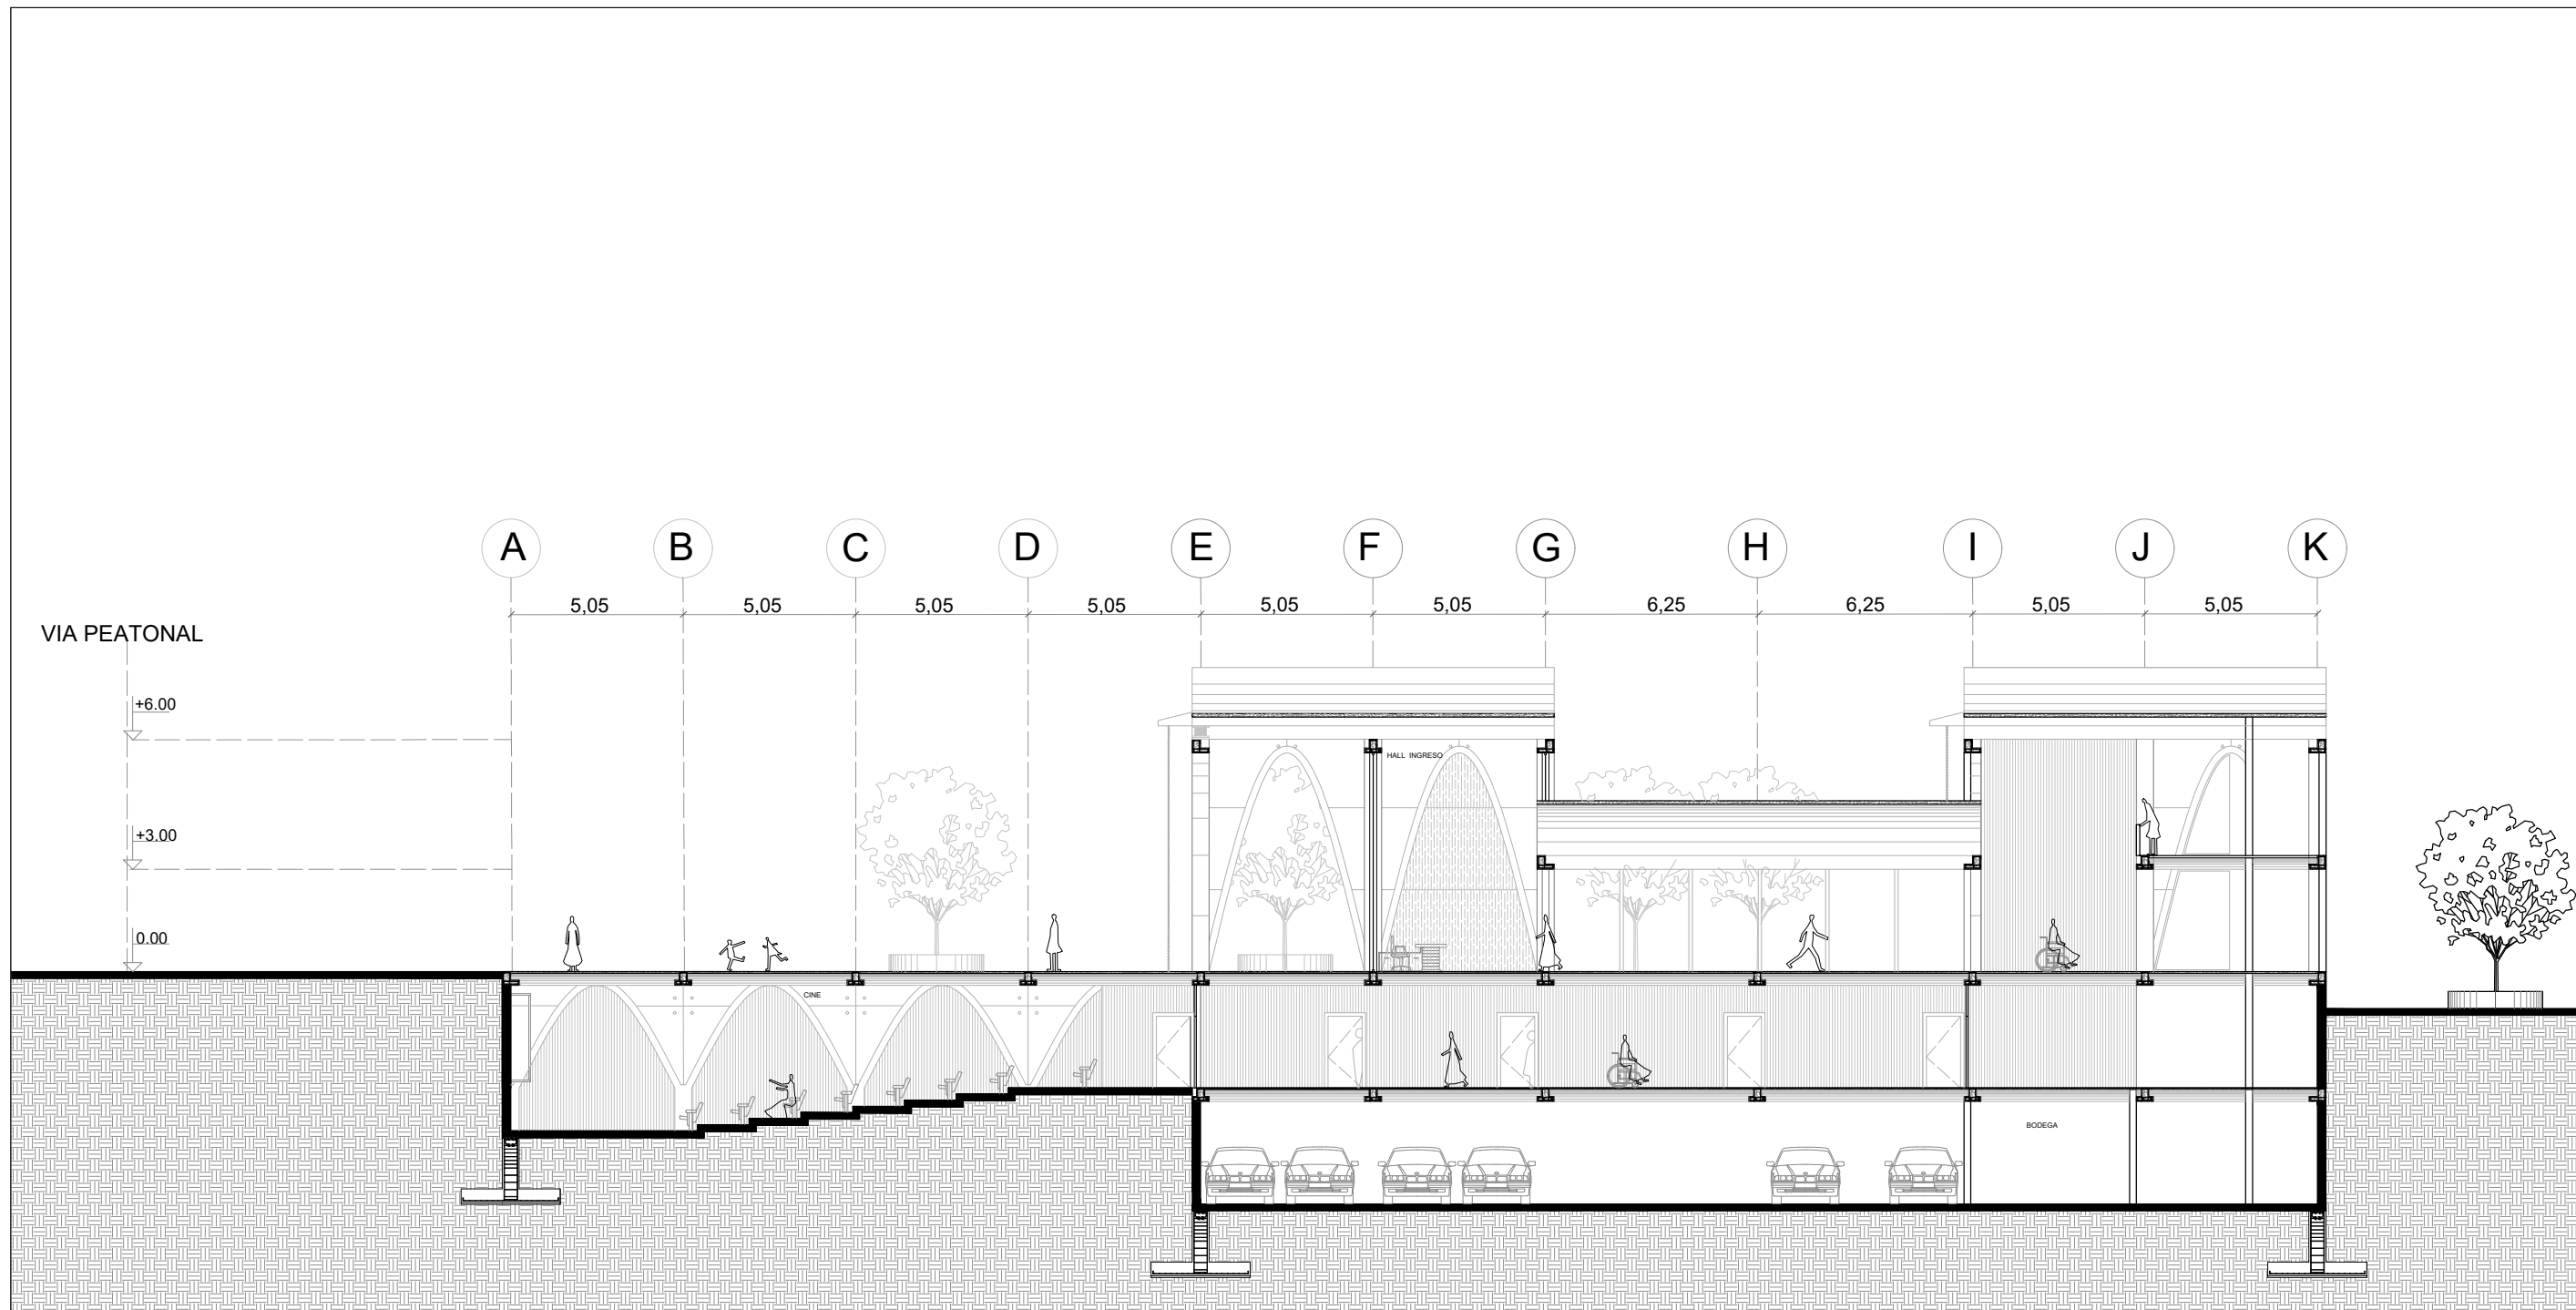 A B C D E F G H I J K
5,05 5,05 5,05 5,05 5,05 5,05 6,25 6,25 5,05 5,05
VIA PEATONAL
+6.00
HALL INGRESO
+3.00
0.00
CINE
BODEGA